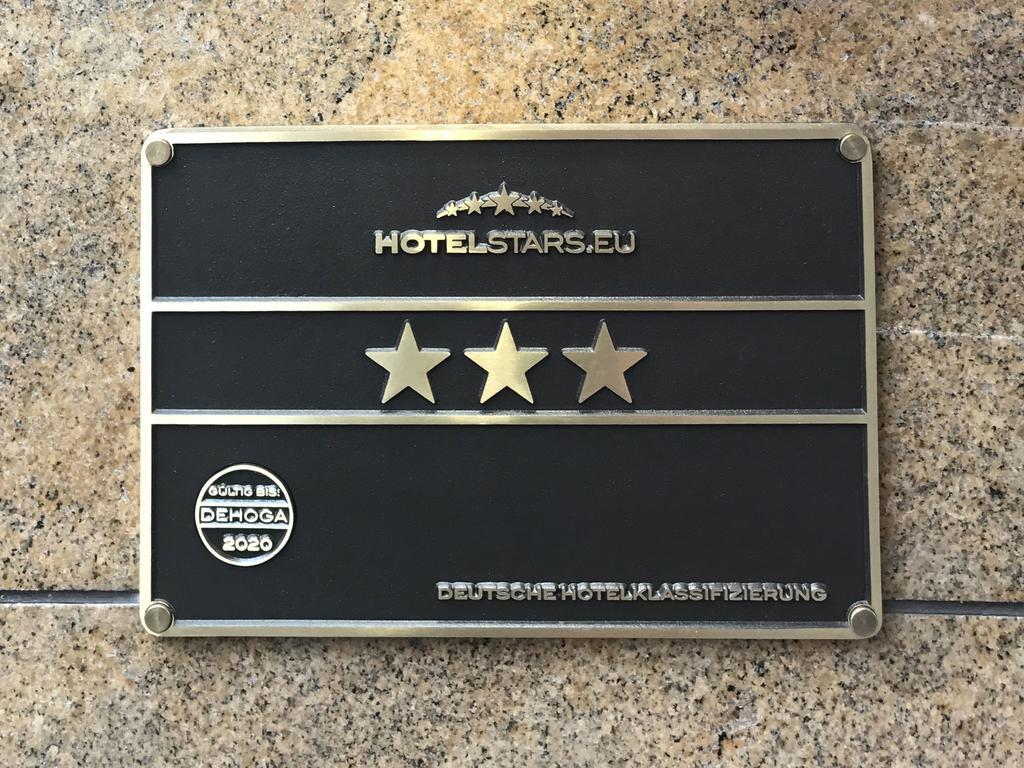 HOTELSTARS.EU
GÜLTIG BIS:
DEHOGA
2020
DEUTSCHE HOTELKLASSIFIZIERUNG